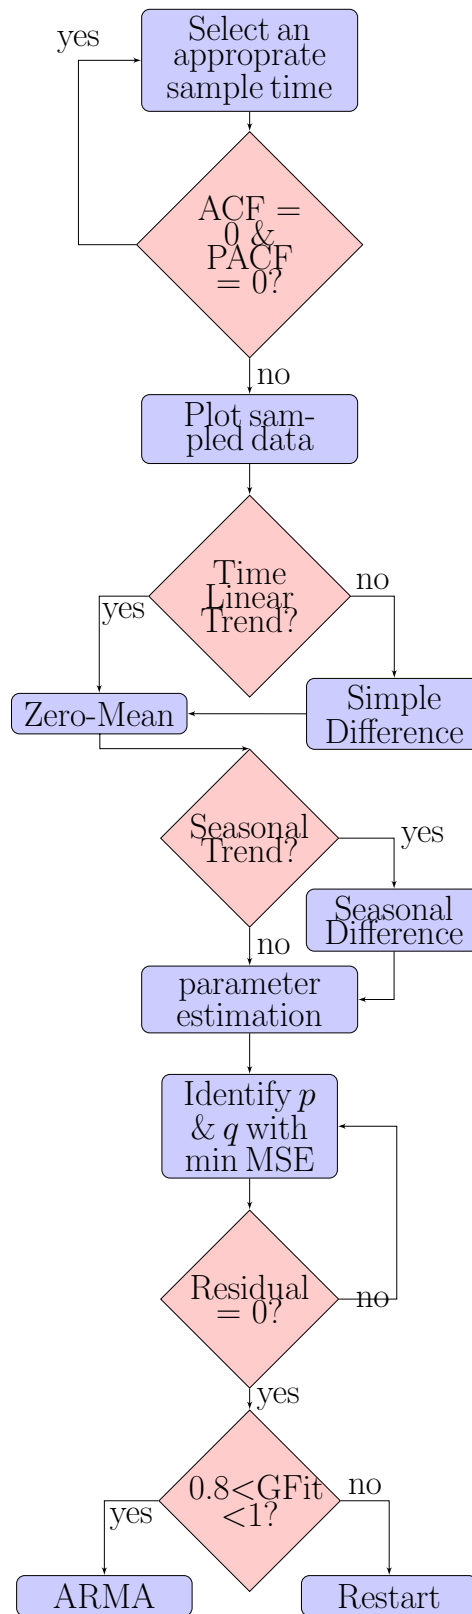 yes
Select an
approprate
sample time
ACF =
0 &
PACF
= 0?
no
Plot sam-
pled data
Time
Linear
Trend?
yes
no
Zero-Mean
Simple
Difference
Seasonal
Trend?
yes
Seasonal
Difference
no
parameter
estimation
Identify p
& q with
min MSE
Residual
= 0?
no
yes
0.8<GFit
<1?
yes
no
ARMA
Restart